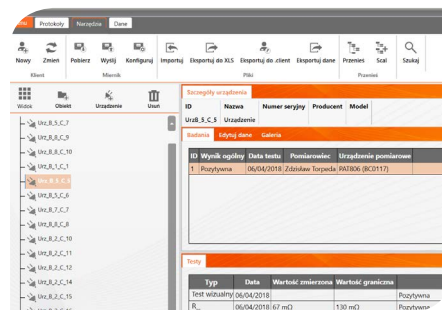 Protokoły Narzędzia Dane
Nowy Zmień Pobierz Wyślij Konfiguruj Importuj Eksportuj do XLS Eksportuj do .client Eksportuj dane Przenieś Scal Szukaj
Klient Miernik Pliki Przenieś
Widok Obiekt Urządzenie Usuń
Szczegóły urządzenia
ID Nazwa Numer seryjny Producent Model
UrzB_5_C_5 Urządzenie
Badania Edytuj dane Galeria
ID Wynik ogólny Data testu Pomiarowiec Urządzenie pomiarowe
1 Pozytywna 06/04/2018 Zdzisław Torpeda PAT806 (BC0117)
Urz_B_5_C_7
Urz_B_5_C_9
Urz_B_8_C_10
Urz_B_1_C_1
Urz_B_5_C_5
Urz_B_5_C_6
Urz_B_7_C_7
Urz_B_8_C_8
Urz_B_2_C_10
Urz_B_2_C_11
Urz_B_2_C_12
Urz_B_2_C_14
Urz_B_2_C_15
Testy
Typ Data Wartość zmierzona Wartość graniczna
Test wizualny 06/04/2018 Pozytywna
R_ 06/04/2018 67 mΩ 130 mΩ Pozytywne